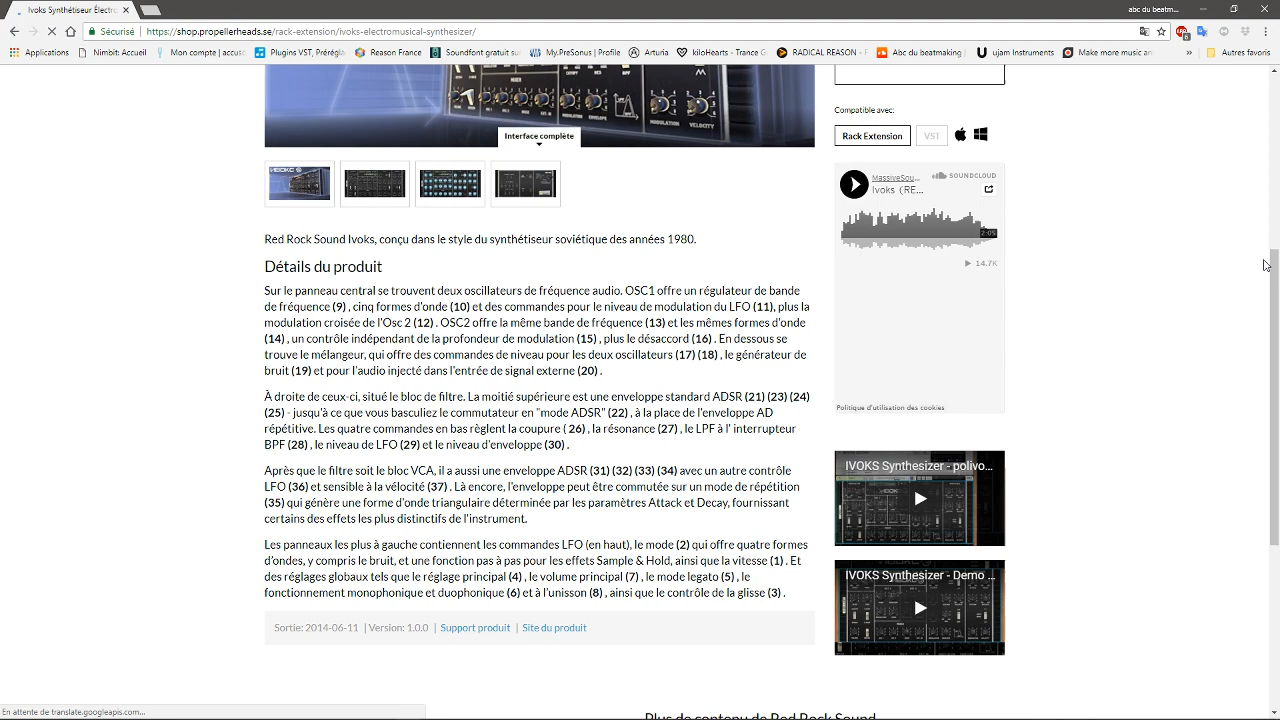 Ivoks Synthétiseur Électr
abc du beatm...
Sécurisé
https://shop.propellerheads.se/rack-extension/ivoks-electromusical-synthesizer/
Applications
Nimbit Accueil
Mon compte | accus
Plugins VST, Prérégla
Reason France
Soundfont gratuit su
My.PreSonus | Profile
Arturia
HioHearts - Trance G
RADICAL REASON - F
Abc du beatmaking
ujam Instruments
Make more music an
»
Autres favoris
Interface complète
Compatible avec:
Rack Extension
VST
MassiveSou...
SOUNDCLOUD
Ivoks (RE...
2:05
14.7K
Politique d'utilisation des cookies
Red Rock Sound Ivoks, conçu dans le style du synthétiseur soviétique des années 1980.
Détails du produit
Sur le panneau central se trouvent deux oscillateurs de fréquence audio. OSC1 offre un régulateur de bande
de fréquence (9) , cinq formes d'onde (10) et des commandes pour le niveau de modulation du LFO (11), plus la
modulation croisée de l'Osc 2 (12) . OSC2 offre la même bande de fréquence (13) et les mêmes formes d'onde
(14) , un contrôle indépendant de la profondeur de modulation (15) , plus le désaccord (16) . En dessous se
trouve le mélangeur, qui offre des commandes de niveau pour les deux oscillateurs (17) (18) , le générateur de
bruit (19) et pour l'audio injecté dans l'entrée de signal externe (20) .
À droite de ceux-ci, situé le bloc de filtre. La moitié supérieure est une enveloppe standard ADSR (21) (23) (24)
(25) - jusqu'à ce que vous basculiez le commutateur en "mode ADSR" (22) , à la place de l'enveloppe AD
répétitive. Les quatre commandes en bas règlent la coupure ( 26) , la résonance (27) , le LPF à l' interrupteur
BPF (28) , le niveau de LFO (29) et le niveau d'enveloppe (30) .
Après que le filtre soit le bloc VCA, il a aussi une enveloppe ADSR (31) (32) (33) (34) avec un autre contrôle
LFO (36) et sensible à la vélocité (37) . Là encore, l'enveloppe peut être commutée sur un mode de répétition
(35) qui génère une forme d'onde triangulaire déterminée par les paramètres Attack et Decay, fournissant
certains des effets les plus distinctifs de l'instrument.
panneaux les plus à gauche contiennent les commandes LFO (en haut), le mode (2) qui offre quatre formes
d'ondes, y compris le bruit, et une fonction pas à pas pour les effets Sample & Hold, ainsi que la vitesse (1) . Et
globaux tels que le réglage principal (4) , le volume principal (7) , le mode legato (5) , le
monophonique et duophonique (6) et l'unisson (8) , ainsi que le contrôle de la glisse (3) .
2014-06-11 | Version: 1.0.0 | Support produit | Site du produit
IVOKS Synthesizer - polivo...
IVOKS Synthesizer - Demo ...
Plus de contenu de Red Rock Sound
En attente de translate.googleapis.com...